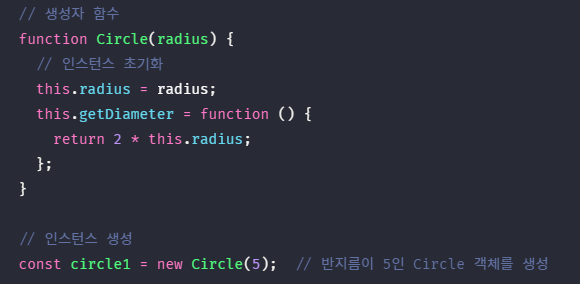 // 생성자 함수
function Circle(radius) {
  // 인스턴스 초기화
  this.radius = radius;
  this.getDiameter = function () {
    return 2 * this.radius;
  };
}

// 인스턴스 생성
const circle1 = new Circle(5);  // 반지름이 5인 Circle 객체를 생성